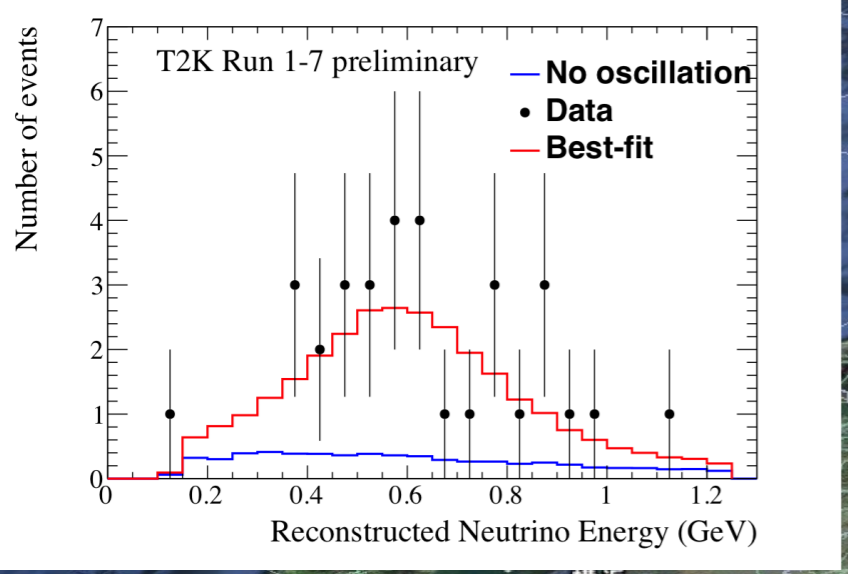 T2K Run 1-7 preliminary
No oscillation
Data
Best-fit
Number of events
7
6
5
4
3
2
1
0
0 0.2 0.4 0.6 0.8 1 1.2
Reconstructed Neutrino Energy (GeV)